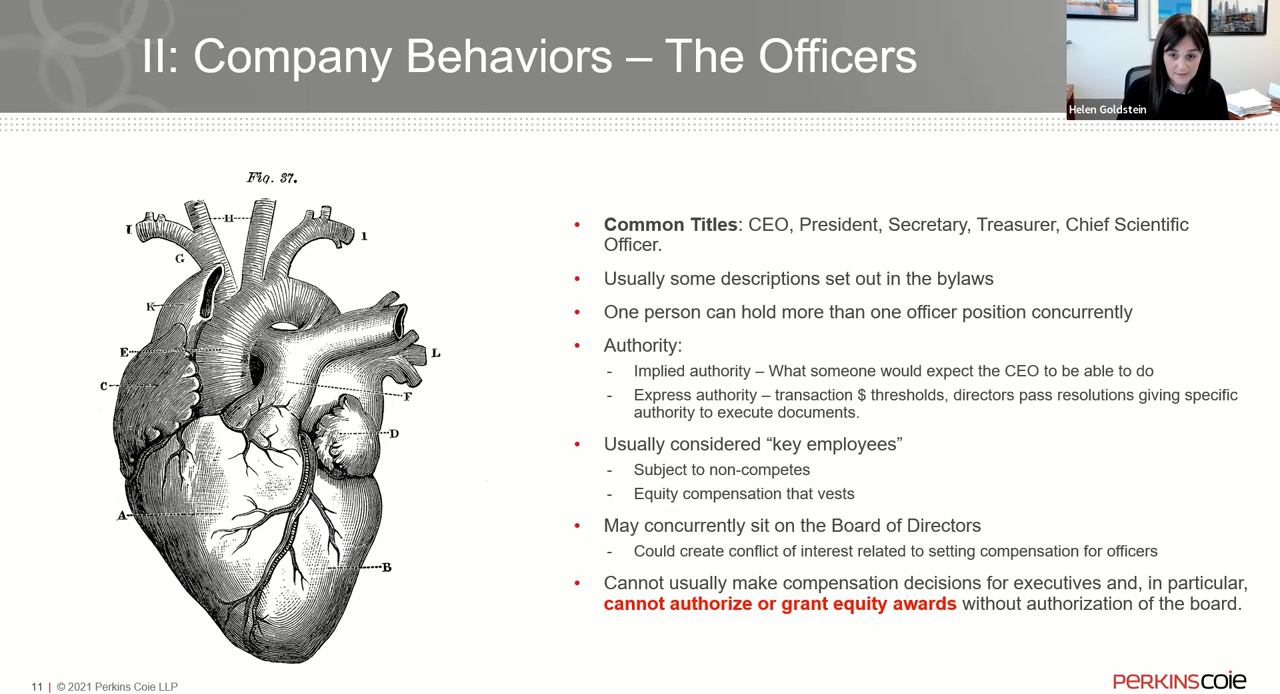 II: Company Behaviors – The Officers
Helen Goldstein
Fig. 37.
H
I
I
G
K
E
L
C
F
D
A
B
• Common Titles: CEO, President, Secretary, Treasurer, Chief Scientific
Officer.
• Usually some descriptions set out in the bylaws
• One person can hold more than one officer position concurrently
• Authority:
- Implied authority – What someone would expect the CEO to be able to do
- Express authority – transaction $ thresholds, directors pass resolutions giving specific
authority to execute documents.
• Usually considered “key employees”
- Subject to non-competes
- Equity compensation that vests
• May concurrently sit on the Board of Directors
- Could create conflict of interest related to setting compensation for officers
• Cannot usually make compensation decisions for executives and, in particular,
cannot authorize or grant equity awards without authorization of the board.
11 | © 2021 Perkins Coie LLP
PERKINSCOIE